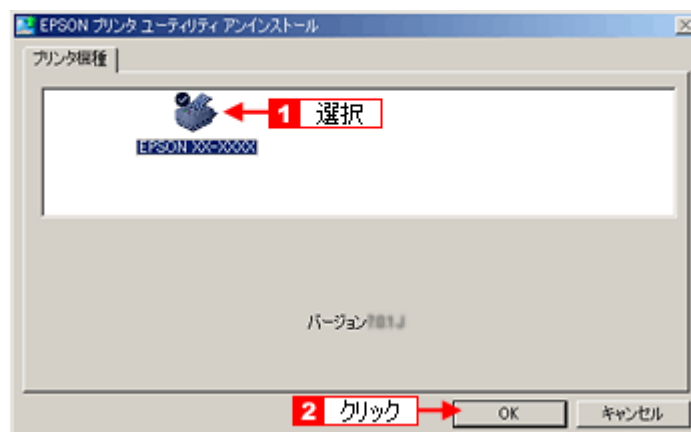 EPSON プリンタ ユーティリティ アンインストール
プリンタ機種
1 選択
EPSON XX-XXXX
バージョン
2 クリック
OK
キャンセル